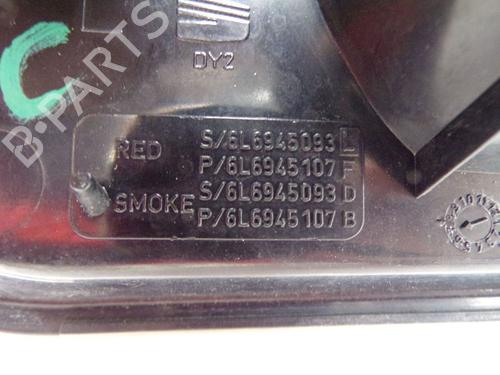 C
B-PARTS
DY2
RED S/6L6945093 L
P/6L6945107 F
SMOKE S/6L6945093 D
P/6L6945107 B